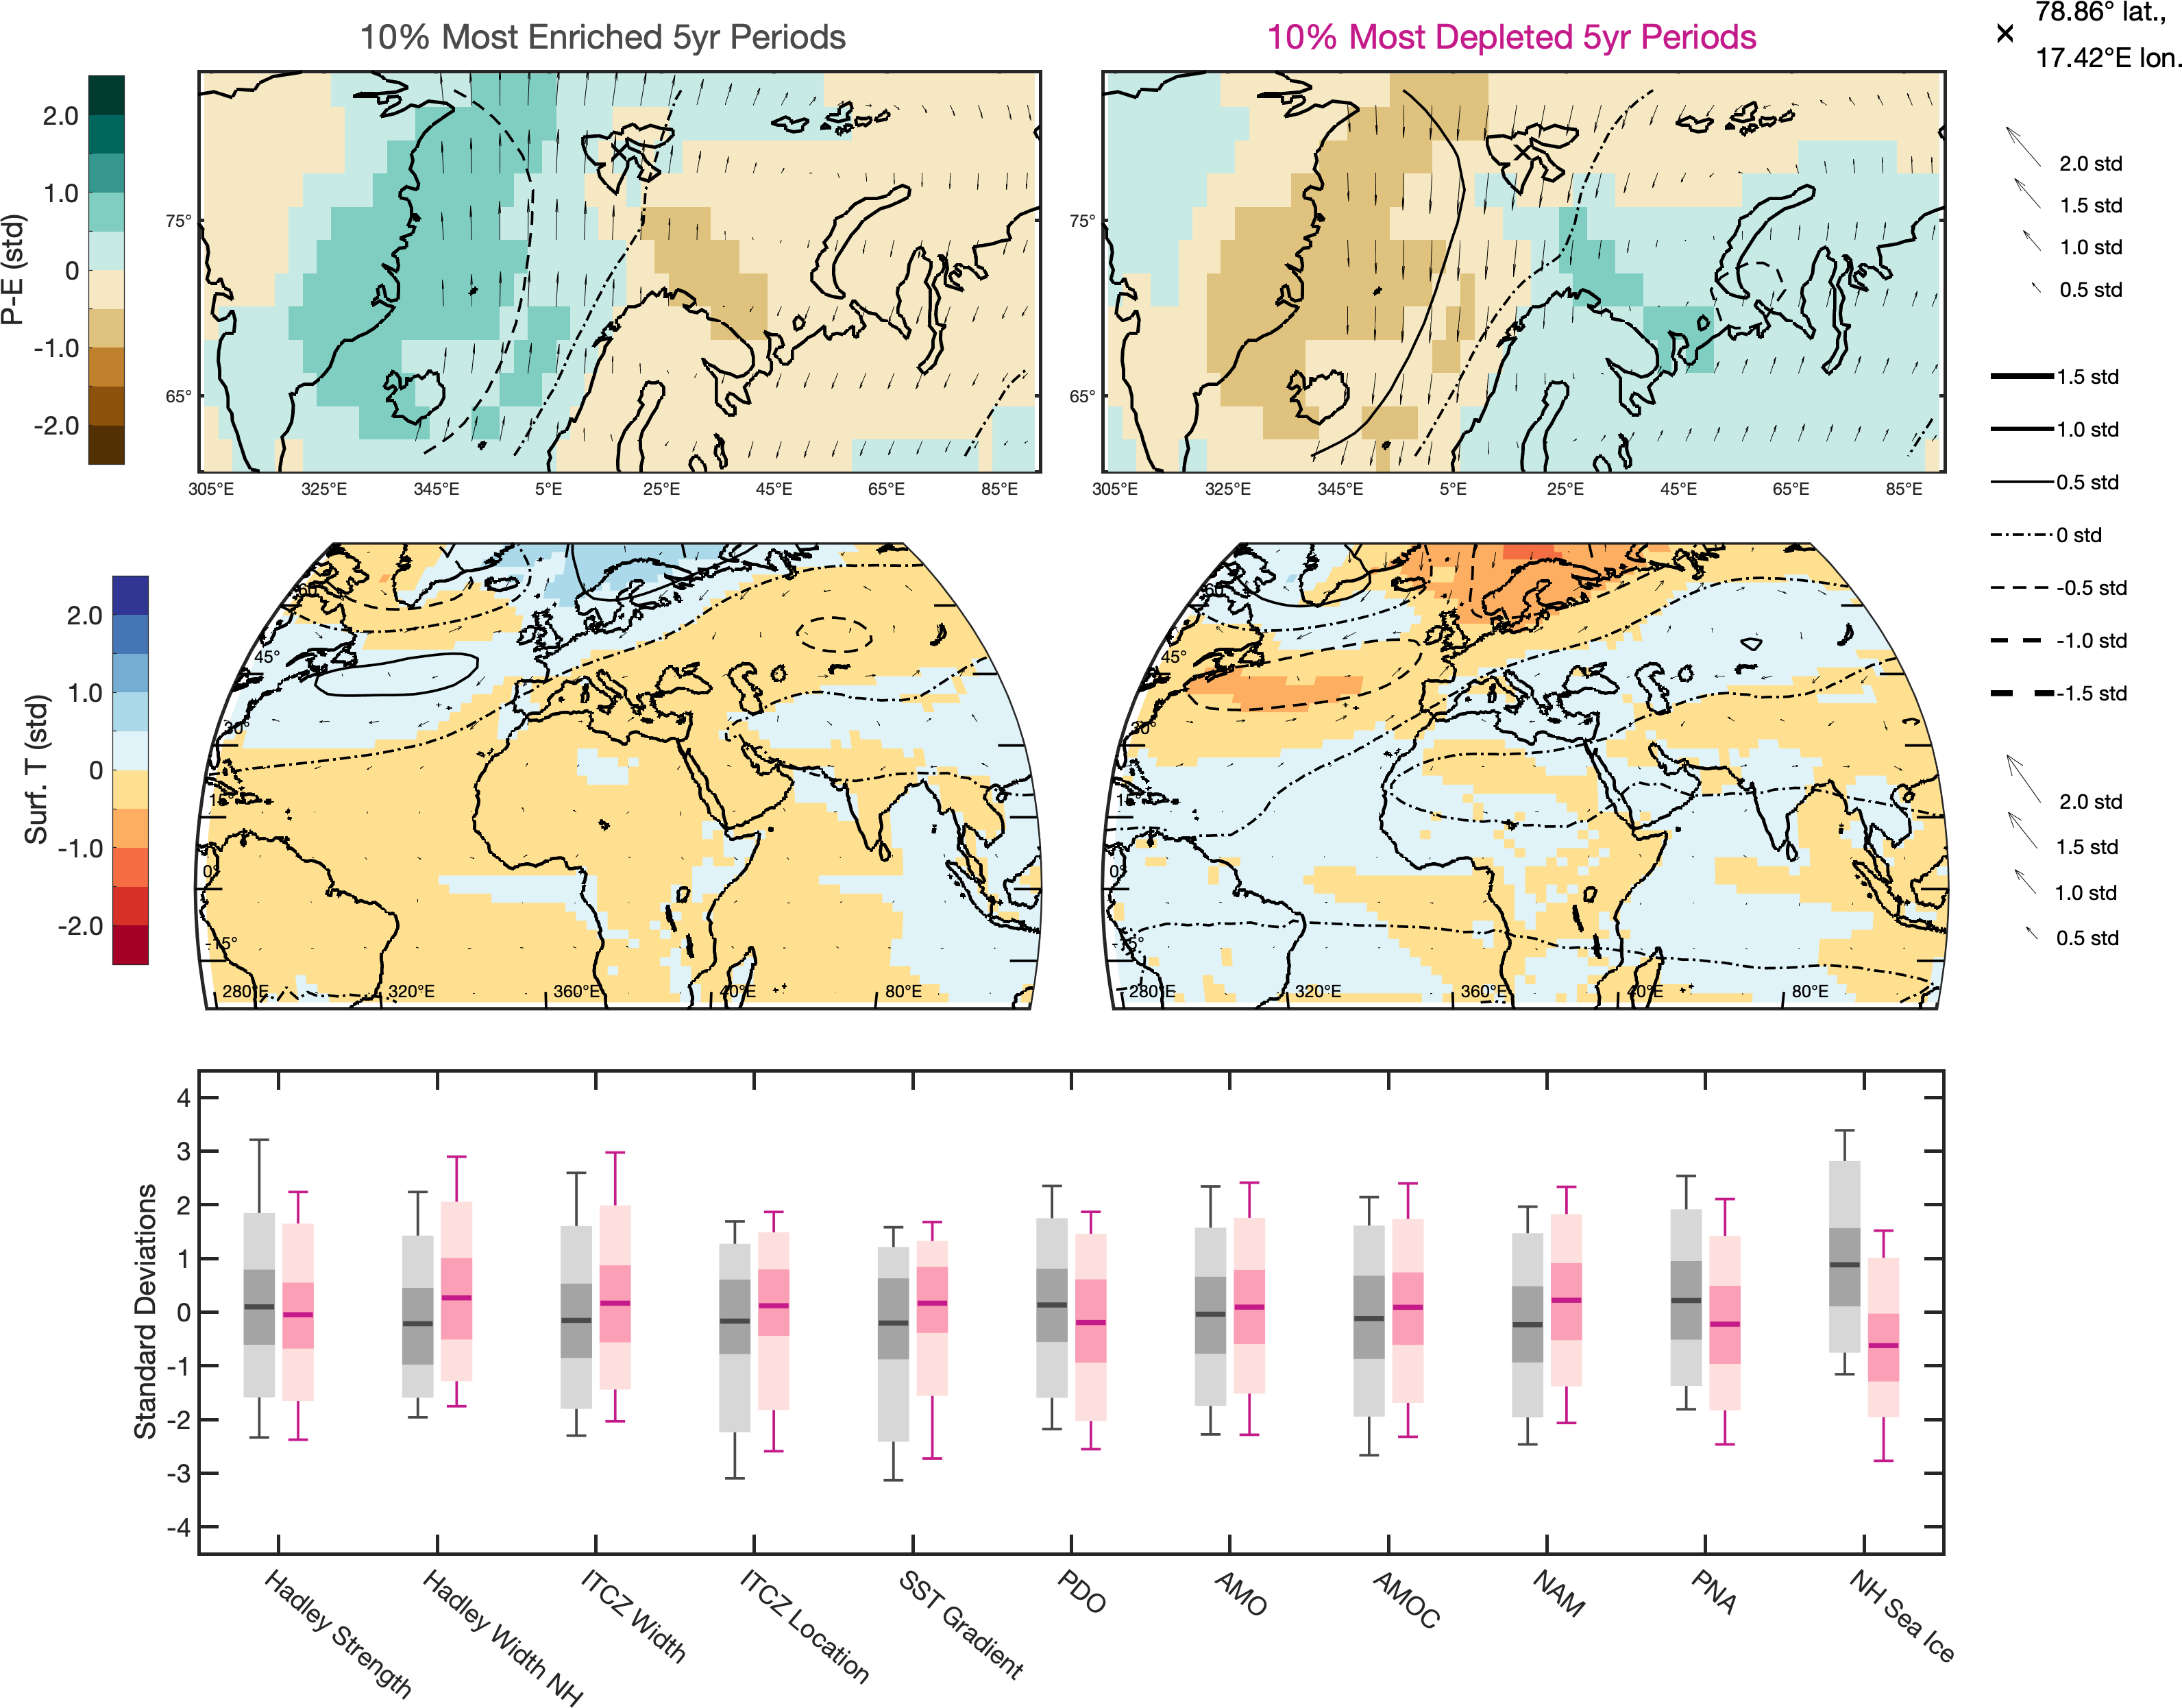 10% Most Enriched 5yr Periods
10% Most Depleted 5yr Periods
78.86° lat.,
17.42°E lon.
P-E (std)
2.0
1.0
0
-1.0
-2.0
75°
65°
305°E 325°E 345°E 5°E 25°E 45°E 65°E 85°E
75°
65°
305°E 325°E 345°E 5°E 25°E 45°E 65°E 85°E
2.0 std
1.5 std
1.0 std
0.5 std
1.5 std
1.0 std
0.5 std
0 std
-0.5 std
-1.0 std
-1.5 std
Surf. T (std)
2.0
1.0
0
-1.0
-2.0
60°
45°
30°
15°
0°
-15°
280°E 320°E 360°E 40°E 80°E
60°
45°
30°
15°
0°
-15°
280°E 320°E 360°E 40°E 80°E
2.0 std
1.5 std
1.0 std
0.5 std
Standard Deviations
4
3
2
1
0
-1
-2
-3
-4
Hadley Strength
Hadley Width NH
ITCZ Width
ITCZ Location
SST Gradient
PDO
AMO
AMOC
NAM
PNA
NH Sea Ice